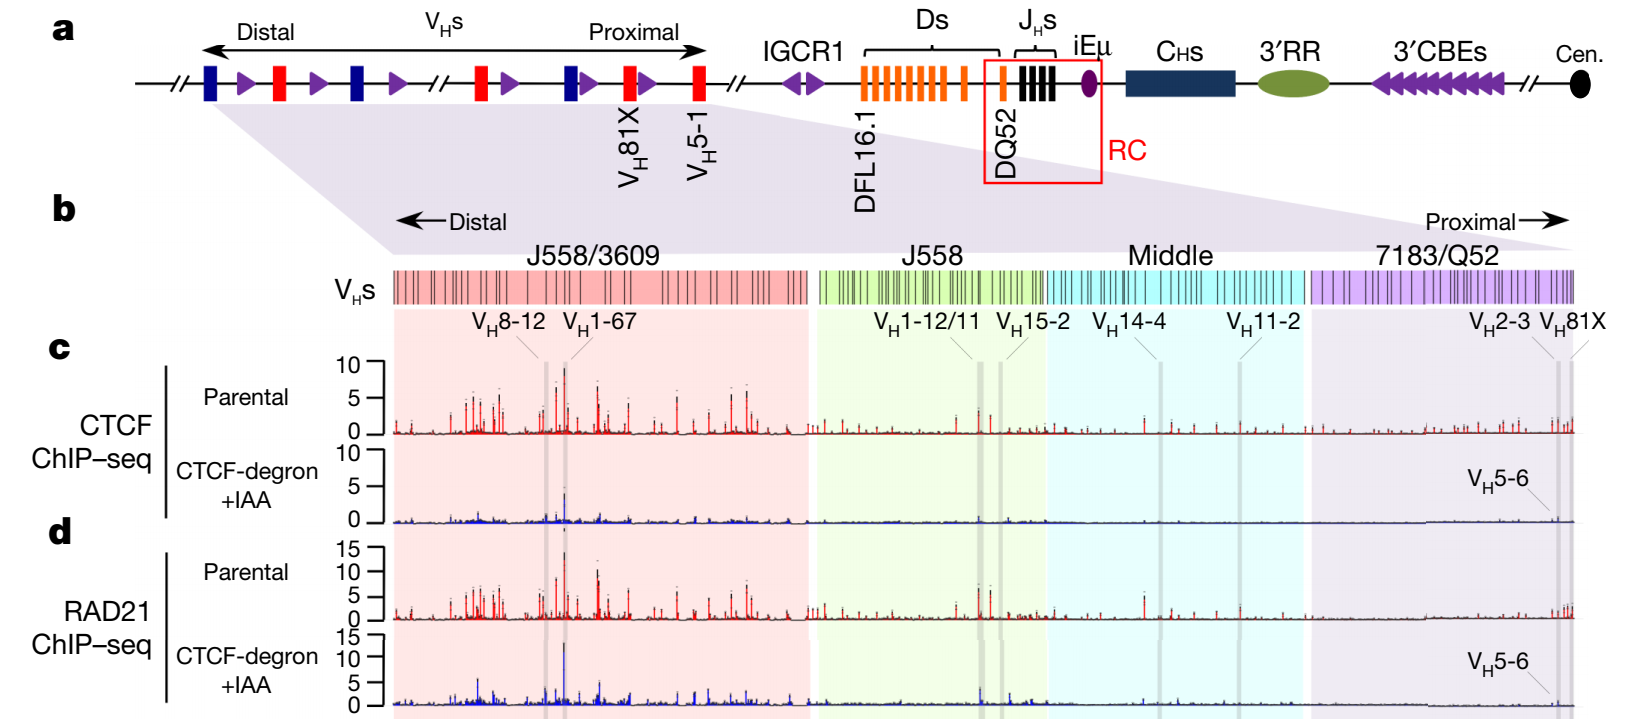 a
Distal
VHs
Proximal
IGCR1
Ds
JHs
iEμ
CHs
3′RR
3′CBEs
Cen.
VH81X
VH5-1
DFL16.1
DQ52
RC
b
Distal
Proximal
J558/3609
J558
Middle
7183/Q52
VHs
VH8-12
VH1-67
VH1-12/11
VH15-2
VH14-4
VH11-2
VH2-3
VH81X
c
CTCF
ChIP–seq
Parental
10
5
0
CTCF-degron
+IAA
10
5
0
VH5-6
d
RAD21
ChIP–seq
Parental
15
10
5
0
CTCF-degron
+IAA
15
10
5
0
VH5-6